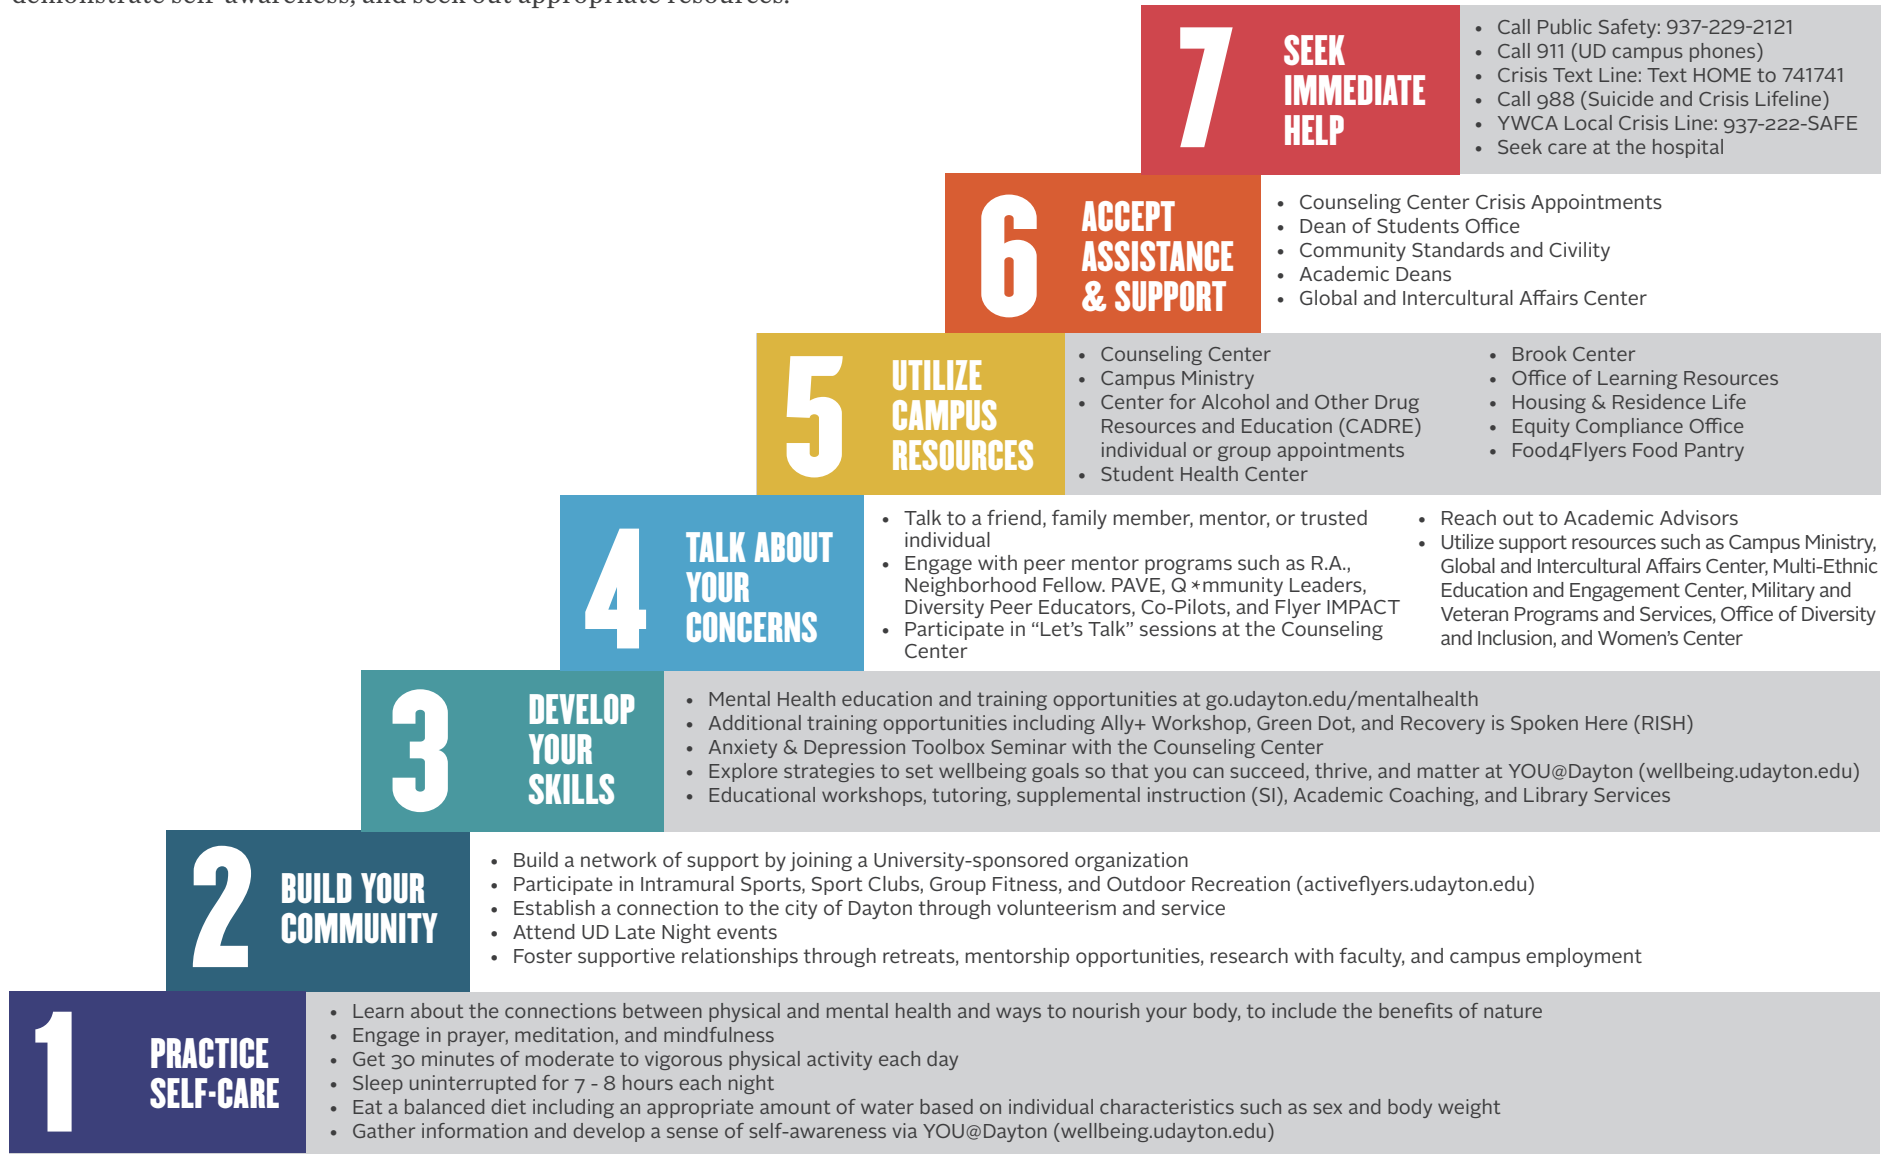 demonstrate self-awareness, and seek out appropriate resources.
7
SEEK
IMMEDIATE
HELP
• Call Public Safety: 937-229-2121
• Call 911 (UD campus phones)
• Crisis Text Line: Text HOME to 741741
• Call 988 (Suicide and Crisis Lifeline)
• YWCA Local Crisis Line: 937-222-SAFE
• Seek care at the hospital
6
ACCEPT
ASSISTANCE
& SUPPORT
• Counseling Center Crisis Appointments
• Dean of Students Office
• Community Standards and Civility
• Academic Deans
• Global and Intercultural Affairs Center
5
UTILIZE
CAMPUS
RESOURCES
• Counseling Center
• Campus Ministry
• Center for Alcohol and Other Drug
Resources and Education (CADRE)
individual or group appointments
• Student Health Center
• Brook Center
• Office of Learning Resources
• Housing & Residence Life
• Equity Compliance Office
• Food4Flyers Food Pantry
4
TALK ABOUT
YOUR
CONCERNS
• Talk to a friend, family member, mentor, or trusted
individual
• Engage with peer mentor programs such as R.A.,
Neighborhood Fellow. PAVE, Q*mmunity Leaders,
Diversity Peer Educators, Co-Pilots, and Flyer IMPACT
• Participate in “Let’s Talk” sessions at the Counseling
Center
• Reach out to Academic Advisors
• Utilize support resources such as Campus Ministry,
Global and Intercultural Affairs Center, Multi-Ethnic
Education and Engagement Center, Military and
Veteran Programs and Services, Office of Diversity
and Inclusion, and Women’s Center
3
DEVELOP
YOUR
SKILLS
• Mental Health education and training opportunities at go.udayton.edu/mentalhealth
• Additional training opportunities including Ally+ Workshop, Green Dot, and Recovery is Spoken Here (RISH)
• Anxiety & Depression Toolbox Seminar with the Counseling Center
• Explore strategies to set wellbeing goals so that you can succeed, thrive, and matter at YOU@Dayton (wellbeing.udayton.edu)
• Educational workshops, tutoring, supplemental instruction (SI), Academic Coaching, and Library Services
2
BUILD YOUR
COMMUNITY
• Build a network of support by joining a University-sponsored organization
• Participate in Intramural Sports, Sport Clubs, Group Fitness, and Outdoor Recreation (activeflyers.udayton.edu)
• Establish a connection to the city of Dayton through volunteerism and service
• Attend UD Late Night events
• Foster supportive relationships through retreats, mentorship opportunities, research with faculty, and campus employment
1
PRACTICE
SELF-CARE
• Learn about the connections between physical and mental health and ways to nourish your body, to include the benefits of nature
• Engage in prayer, meditation, and mindfulness
• Get 30 minutes of moderate to vigorous physical activity each day
• Sleep uninterrupted for 7 - 8 hours each night
• Eat a balanced diet including an appropriate amount of water based on individual characteristics such as sex and body weight
• Gather information and develop a sense of self-awareness via YOU@Dayton (wellbeing.udayton.edu)